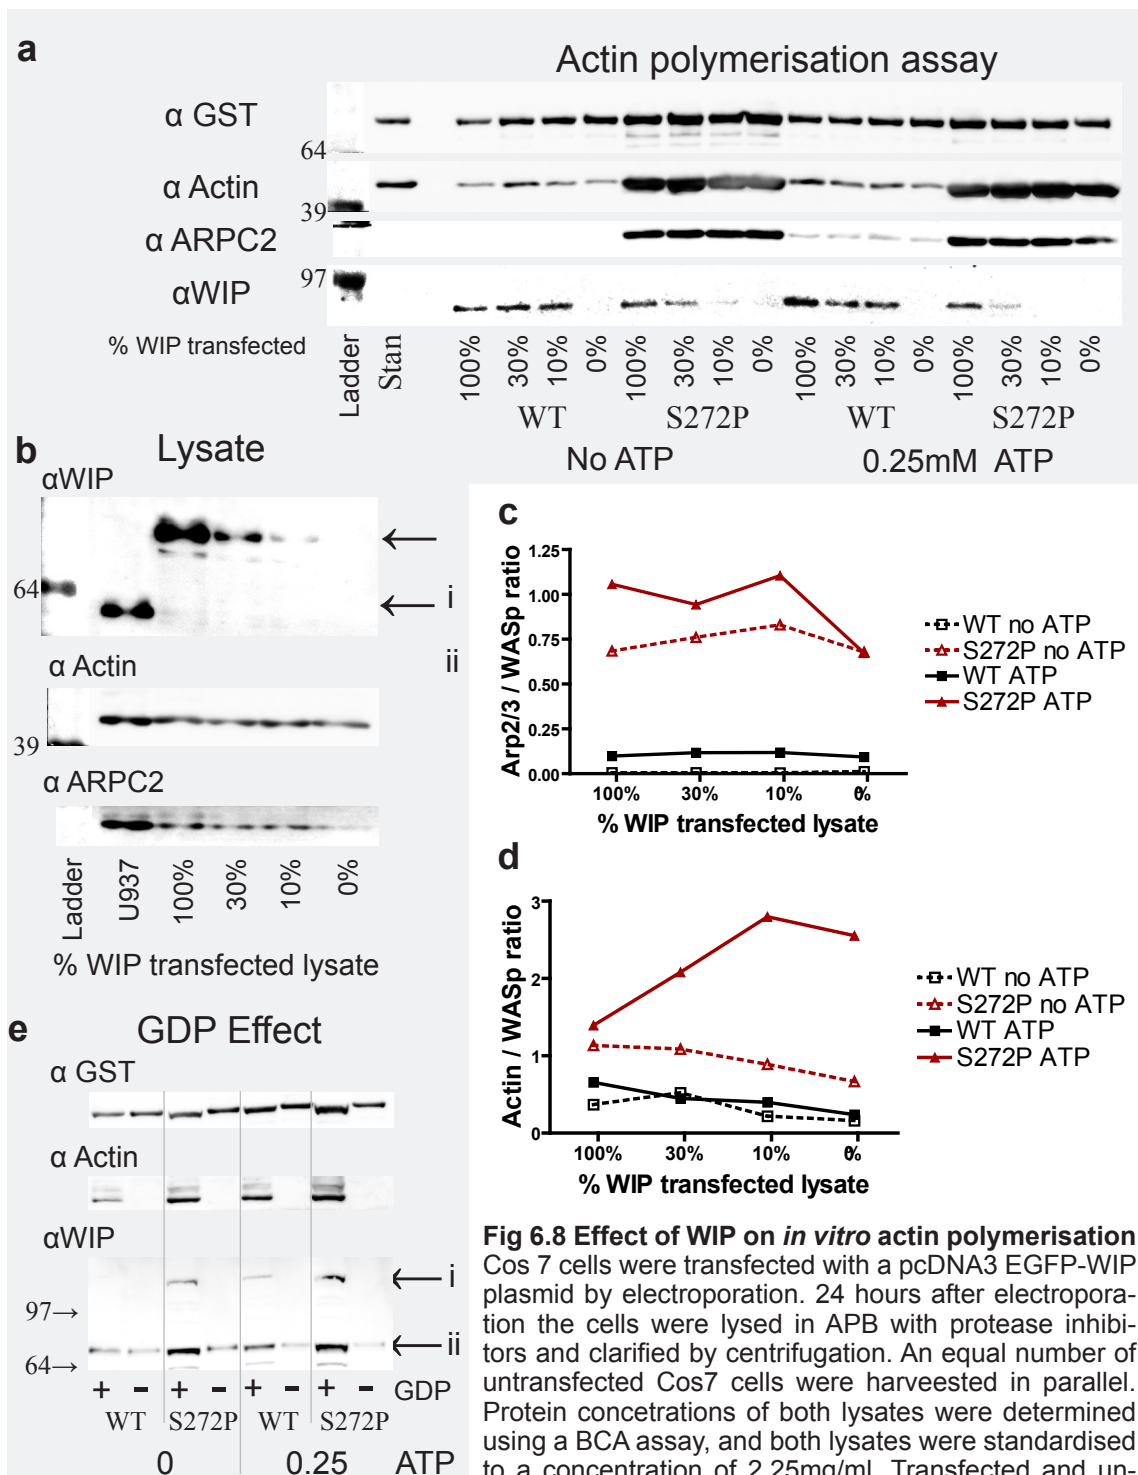 a
Actin polymerisation assay
α GST
64
α Actin
39
α ARPC2
97
αWIP
% WIP transfected
Ladder Stan 100% 30% 10% 0% 100% 30% 10% 0% 100% 30% 10% 0% 100% 30% 10% 0%
WT S272P WT S272P
No ATP 0.25mM ATP
b Lysate
αWIP
64
i
ii
α Actin
39
α ARPC2
Ladder U937 100% 30% 10% 0%
% WIP transfected lysate
c
Arp2/3 / WASp ratio
1.25
1.00
0.75
0.50
0.25
0.00
100% 30% 10% 0%
% WIP transfected lysate
WT no ATP
S272P no ATP
WT ATP
S272P ATP
d
Actin / WASp ratio
3
2
1
0
100% 30% 10% 0%
% WIP transfected lysate
WT no ATP
S272P no ATP
WT ATP
S272P ATP
e GDP Effect
α GST
α Actin
αWIP
i
97→
ii
64→
+ - + - + - + - GDP
WT S272P WT S272P
0 0.25 ATP
Fig 6.8 Effect of WIP on in vitro actin polymerisation
Cos 7 cells were transfected with a pcDNA3 EGFP-WIP
plasmid by electroporation. 24 hours after electropora-
tion the cells were lysed in APB with protease inhibi-
tors and clarified by centrifugation. An equal number of
untransfected Cos7 cells were harveested in parallel.
Protein concetrations of both lysates were determined
using a BCA assay, and both lysates were standardised
to a concentration of 2.25mg/ml. Transfected and un-